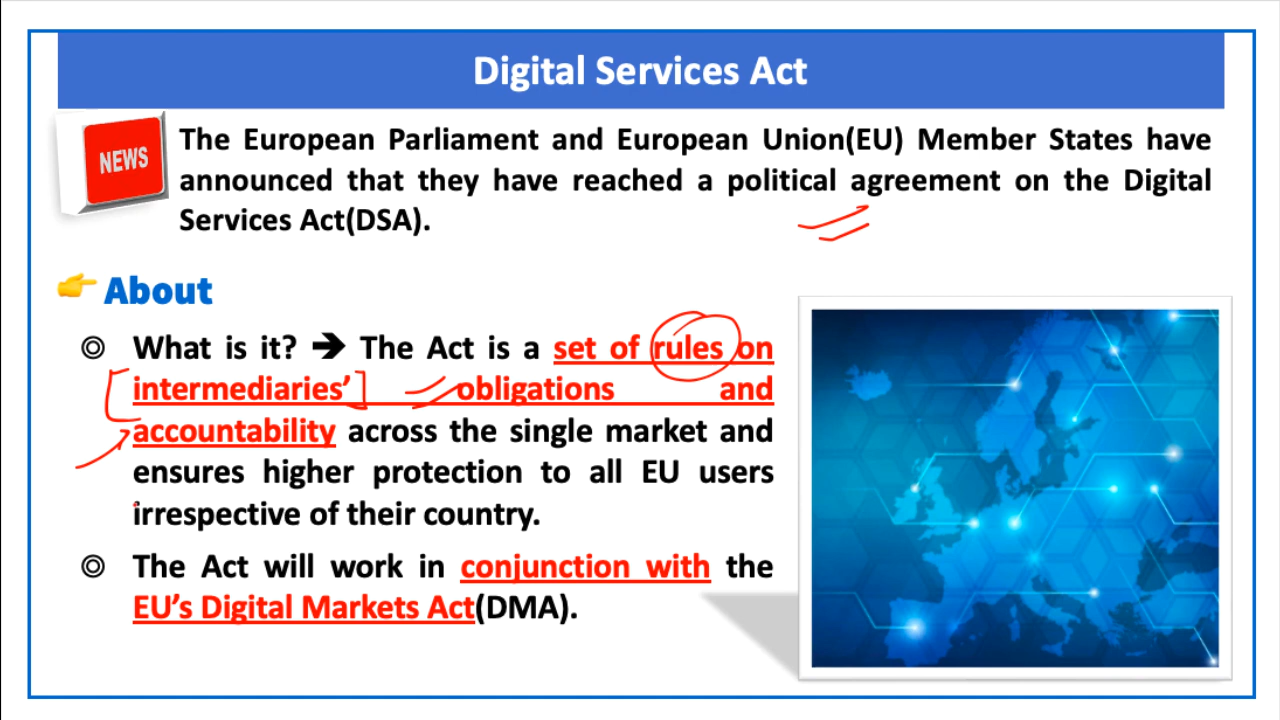 Digital Services Act
NEWS
The European Parliament and European Union(EU) Member States have
announced that they have reached a political agreement on the Digital
Services Act(DSA).
👉 About
◎ What is it? ➔ The Act is a set of rules on
intermediaries’ obligations and
accountability across the single market and
ensures higher protection to all EU users
irrespective of their country.
◎ The Act will work in conjunction with the
EU’s Digital Markets Act(DMA).